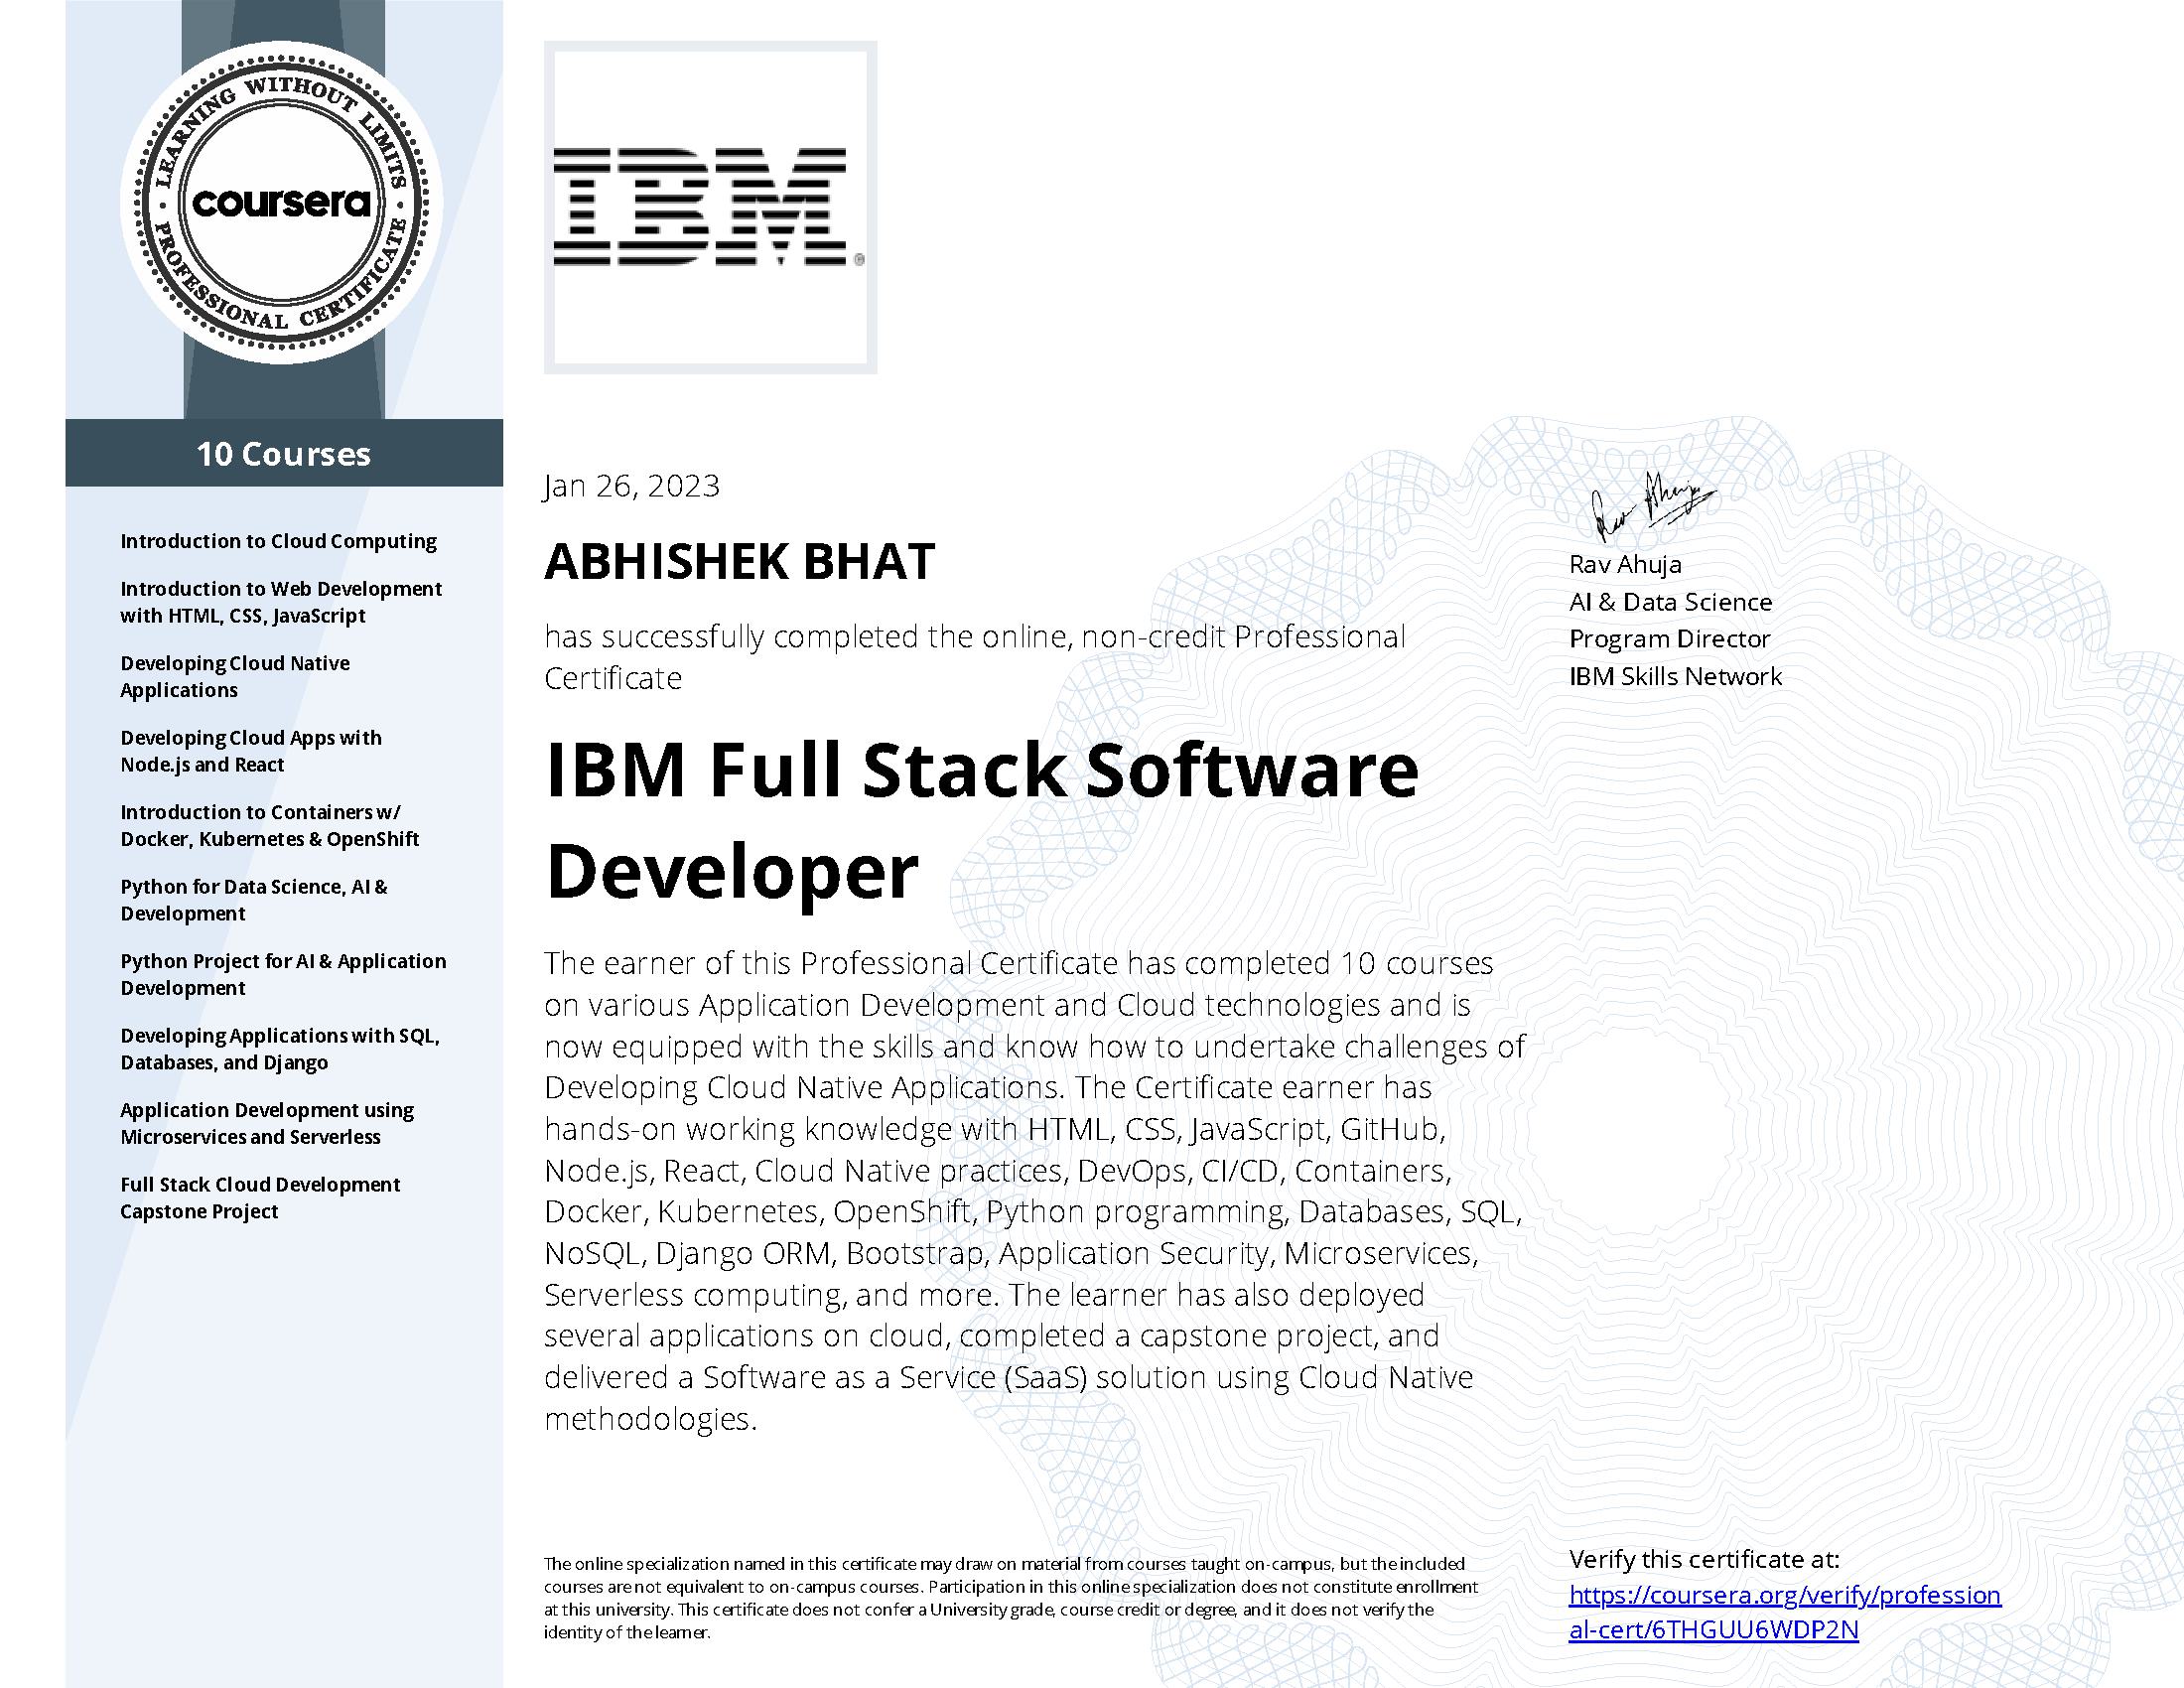 LEARNING WITHOUT LIMITS
coursera
PROFESSIONAL CERTIFICATE
IBM
®
10 Courses
Introduction to Cloud Computing
Introduction to Web Development
with HTML, CSS, JavaScript
Developing Cloud Native
Applications
Developing Cloud Apps with
Node.js and React
Introduction to Containers w/
Docker, Kubernetes & OpenShift
Python for Data Science, AI &
Development
Python Project for AI & Application
Development
Developing Applications with SQL,
Databases, and Django
Application Development using
Microservices and Serverless
Full Stack Cloud Development
Capstone Project
Jan 26, 2023
ABHISHEK BHAT
has successfully completed the online, non-credit Professional
Certificate
IBM Full Stack Software
Developer
The earner of this Professional Certificate has completed 10 courses
on various Application Development and Cloud technologies and is
now equipped with the skills and know how to undertake challenges of
Developing Cloud Native Applications. The Certificate earner has
hands-on working knowledge with HTML, CSS, JavaScript, GitHub,
Node.js, React, Cloud Native practices, DevOps, CI/CD, Containers,
Docker, Kubernetes, OpenShift, Python programming, Databases, SQL,
NoSQL, Django ORM, Bootstrap, Application Security, Microservices,
Serverless computing, and more. The learner has also deployed
several applications on cloud, completed a capstone project, and
delivered a Software as a Service (SaaS) solution using Cloud Native
methodologies.
Rav Ahuja
Rav Ahuja
AI & Data Science
Program Director
IBM Skills Network
The online specialization named in this certificate may draw on material from courses taught on-campus, but the included
courses are not equivalent to on-campus courses. Participation in this online specialization does not constitute enrollment
at this university. This certificate does not confer a University grade, course credit or degree, and it does not verify the
identity of the learner.
Verify this certificate at:
https://coursera.org/verify/profession
al-cert/6THGUU6WDP2N